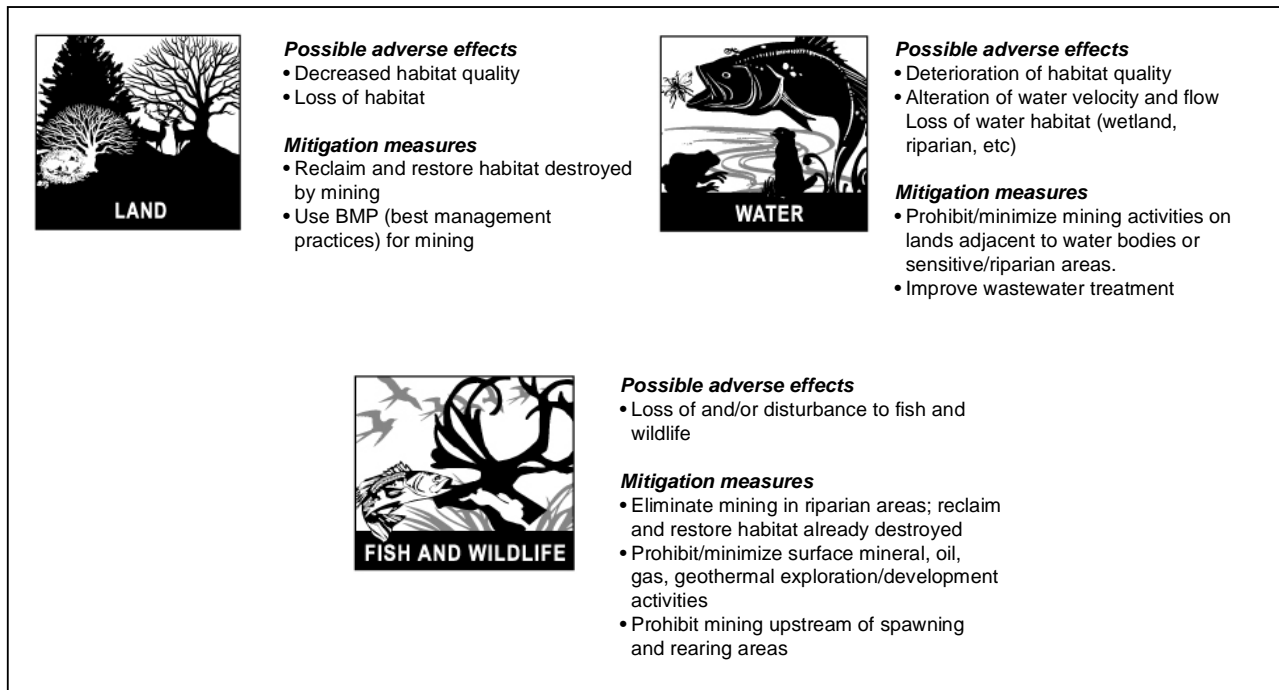 LAND
Possible adverse effects
• Decreased habitat quality
• Loss of habitat
Mitigation measures
• Reclaim and restore habitat destroyed
by mining
• Use BMP (best management
practices) for mining
WATER
Possible adverse effects
• Deterioration of habitat quality
• Alteration of water velocity and flow
Loss of water habitat (wetland,
riparian, etc)
Mitigation measures
• Prohibit/minimize mining activities on
lands adjacent to water bodies or
sensitive/riparian areas.
• Improve wastewater treatment
FISH AND WILDLIFE
Possible adverse effects
• Loss of and/or disturbance to fish and
wildlife
Mitigation measures
• Eliminate mining in riparian areas; reclaim
and restore habitat already destroyed
• Prohibit/minimize surface mineral, oil,
gas, geothermal exploration/development
activities
• Prohibit mining upstream of spawning
and rearing areas